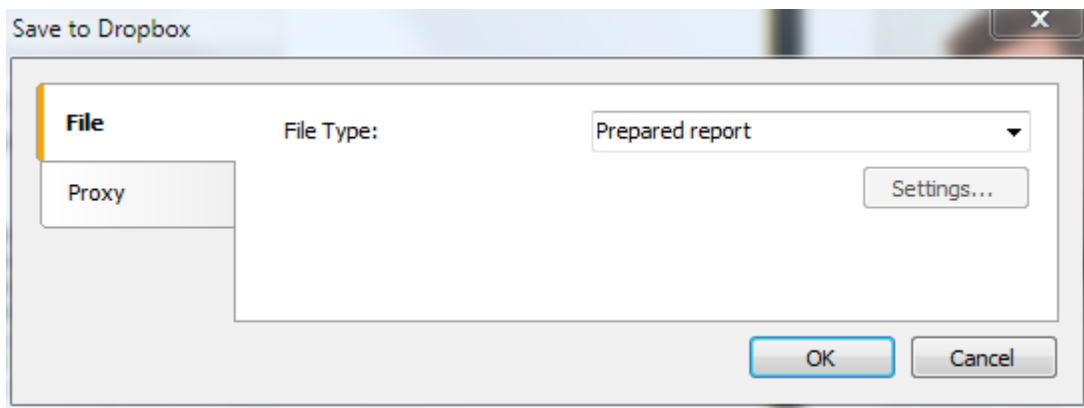 Save to Dropbox
X
File
File Type:
Prepared report
Proxy
Settings...
OK
Cancel